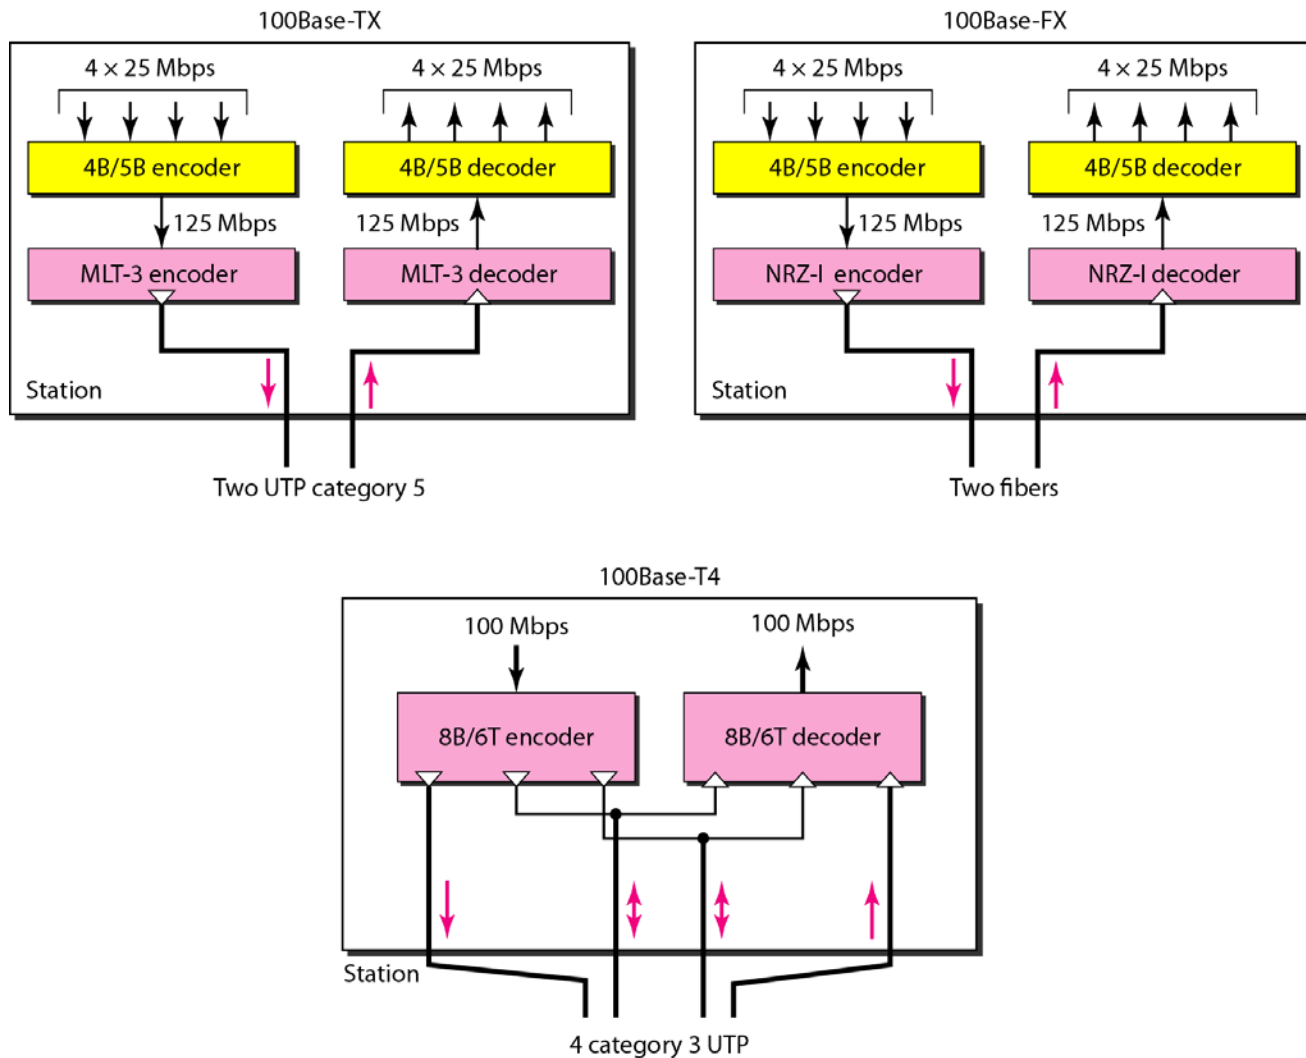 100Base-TX
4 × 25 Mbps
4 × 25 Mbps
4B/5B encoder
4B/5B decoder
125 Mbps
125 Mbps
MLT-3 encoder
MLT-3 decoder
Station
Two UTP category 5
100Base-FX
4 × 25 Mbps
4 × 25 Mbps
4B/5B encoder
4B/5B decoder
125 Mbps
125 Mbps
NRZ-I encoder
NRZ-I decoder
Station
Two fibers
100Base-T4
100 Mbps
100 Mbps
8B/6T encoder
8B/6T decoder
Station
4 category 3 UTP